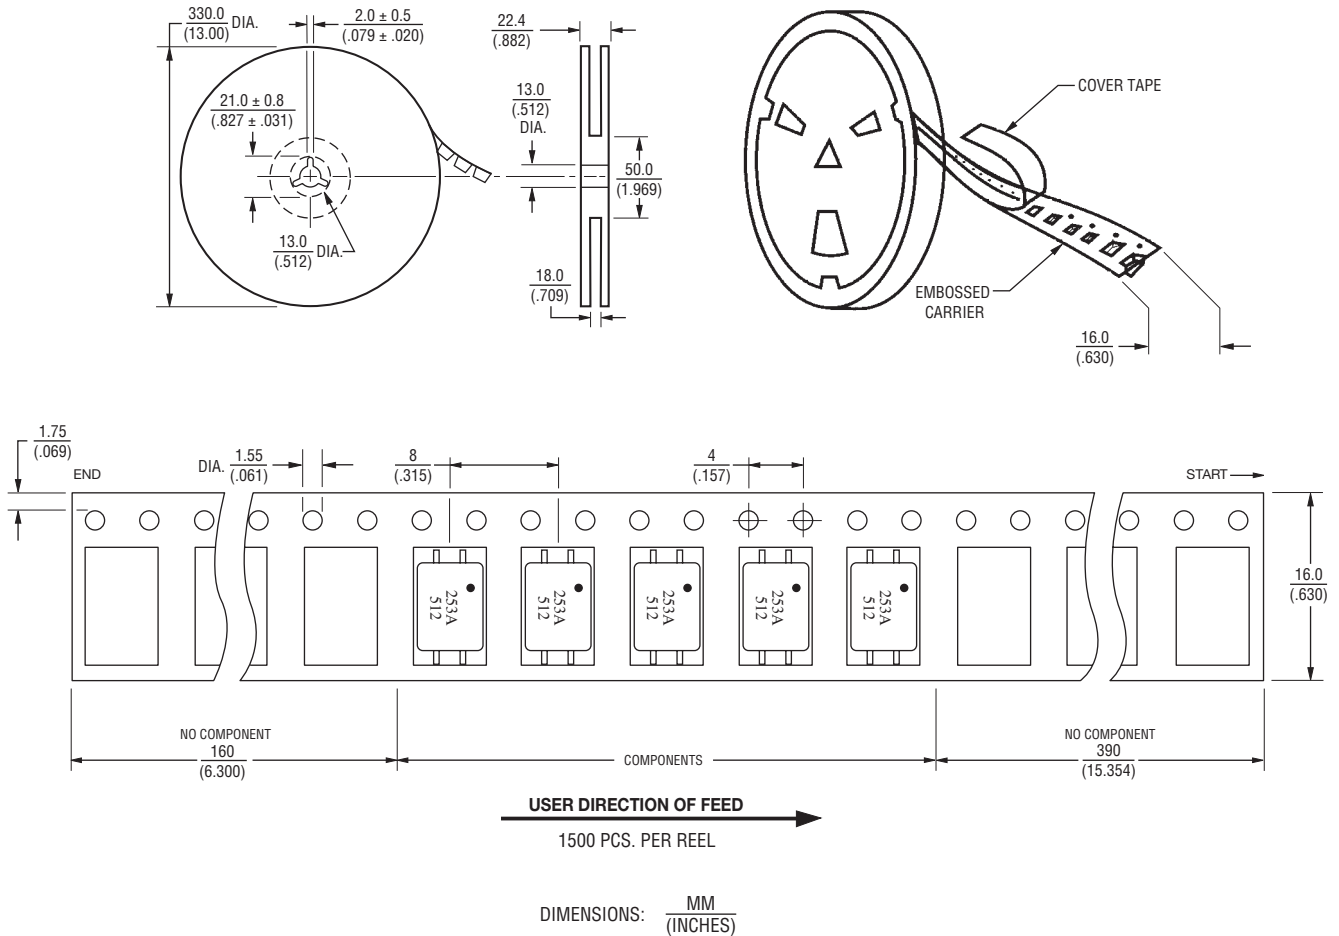 330.0
(13.00)
DIA.
2.0 ± 0.5
(.079 ± .020)
21.0 ± 0.8
(.827 ± .031)
13.0
(.512)
DIA.
22.4
(.882)
13.0
(.512)
DIA.
50.0
(1.969)
18.0
(.709)
COVER TAPE
EMBOSSED
CARRIER
16.0
(.630)
1.75
(.069)
END
DIA.
1.55
(.061)
8
(.315)
4
(.157)
START
253A
512
253A
512
253A
512
253A
512
253A
512
16.0
(.630)
NO COMPONENT
160
(6.300)
COMPONENTS
NO COMPONENT
390
(15.354)
USER DIRECTION OF FEED
1500 PCS. PER REEL
DIMENSIONS:
MM
(INCHES)